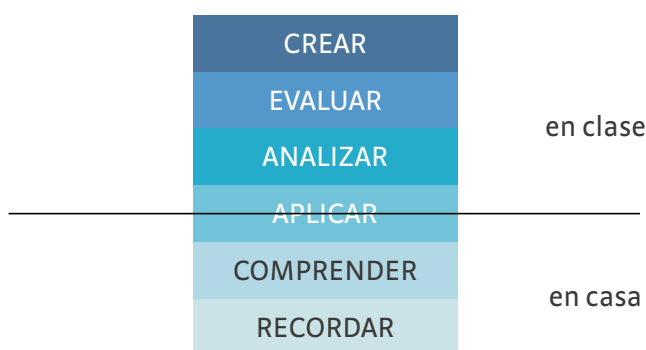 CREAR
EVALUAR
en clase
ANALIZAR
APLICAR
COMPRENDER
en casa
RECORDAR